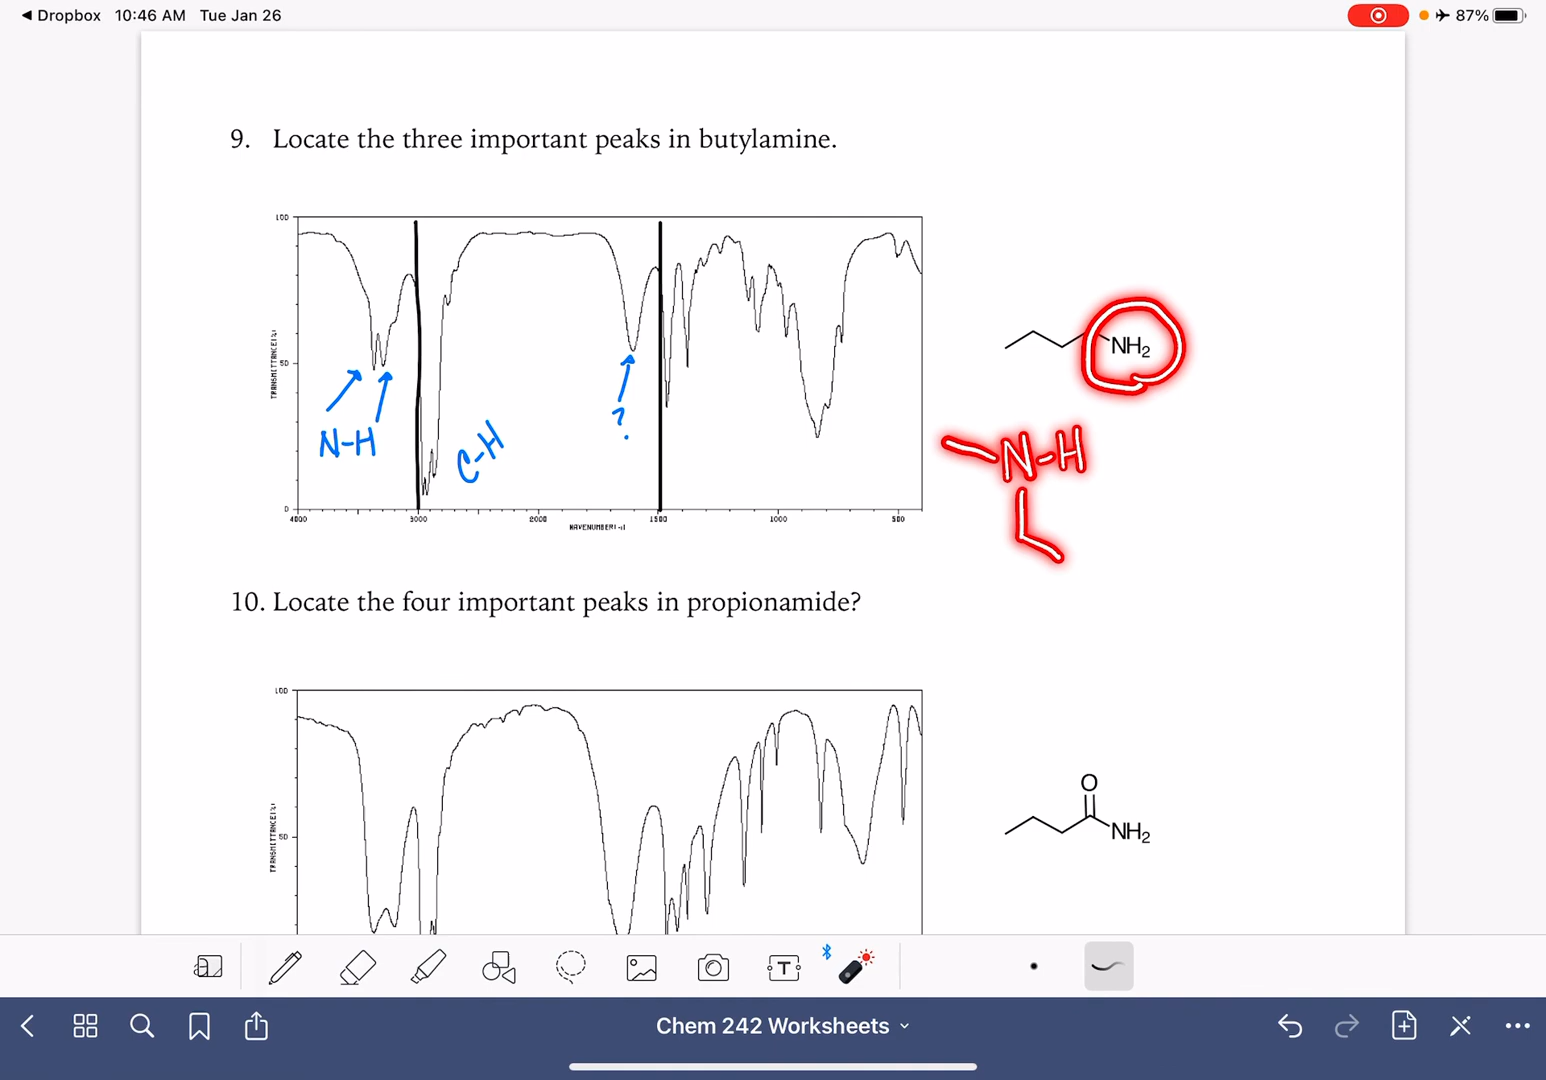 Dropbox 10:46 AM Tue Jan 26
87%
9. Locate the three important peaks in butylamine.
100
50
0
TRANSMITTANCE(%)
4000 3000 2000 1500 1000 500
N-H
C-H
?
NH2
N-H
10. Locate the four important peaks in propionamide?
100
50
TRANSMITTANCE(%)
O
NH2
T
Chem 242 Worksheets